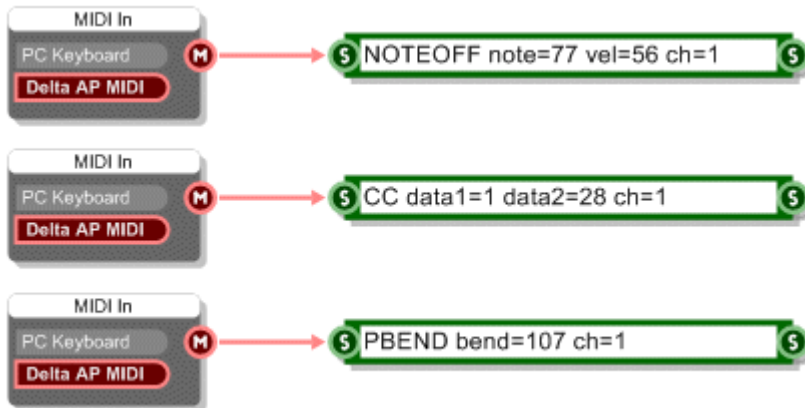 MIDI In
PC Keyboard M S NOTEOFF note=77 vel=56 ch=1 S
Delta AP MIDI
MIDI In
PC Keyboard M S CC data1=1 data2=28 ch=1 S
Delta AP MIDI
MIDI In
PC Keyboard M S PBEND bend=107 ch=1 S
Delta AP MIDI